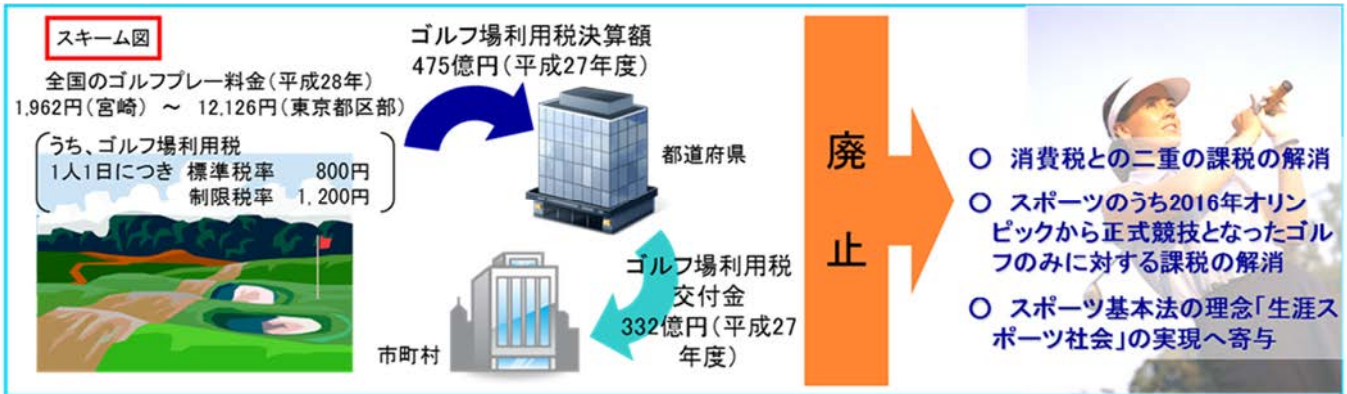 スキーム図
全国のゴルフプレー料金(平成28年)
1,962円(宮崎) ～ 12,126円(東京都区部)
うち、ゴルフ場利用税
1人1日につき 標準税率 800円
制限税率 1,200円
ゴルフ場利用税決算額
475億円(平成27年度)
都道府県
ゴルフ場利用税
交付金
332億円(平成27
年度)
市町村
廃
止
○ 消費税との二重の課税の解消
○ スポーツのうち2016年オリン
ピックから正式競技となったゴル
フのみに対する課税の解消
○ スポーツ基本法の理念「生涯ス
ポーツ社会」の実現へ寄与